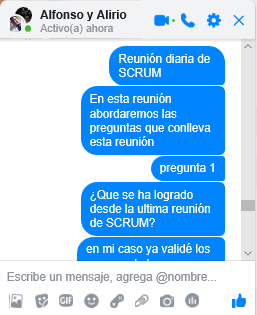 Alfonso y Alirio
Activo(a) ahora
Reunión diaria de
SCRUM
En esta reunión
abordaremos las
preguntas que conlleva
esta reunión
pregunta 1
¿Que se ha logrado
desde la ultima reunión
de SCRUM?
en mi caso ya validé los
Escribe un mensaje, agrega @nombre...
GIF